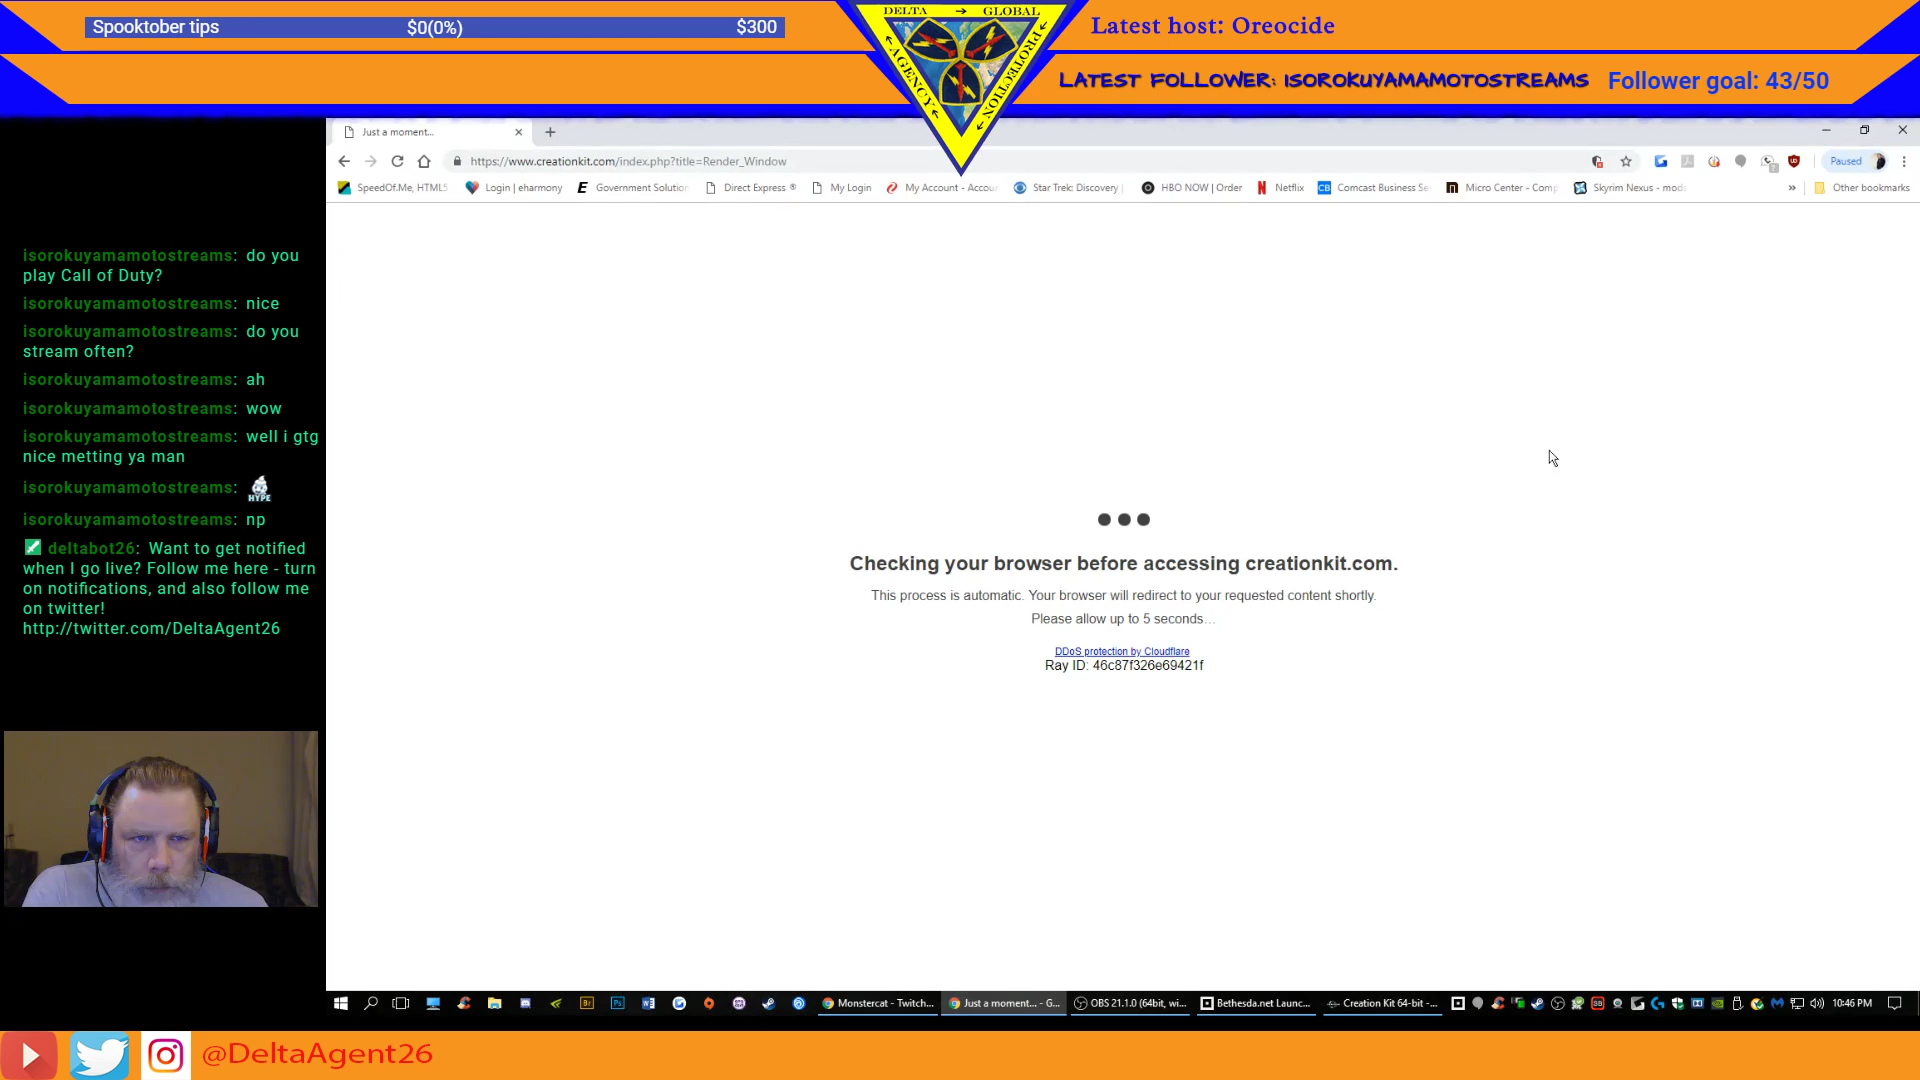 Spooktober tips $0(0%) $300
DELTA → GLOBAL
PROTECTION
AGENCY
Latest host: Oreocide
LATEST FOLLOWER: ISOROKUYAMAMOTOSTREAMS Follower goal: 43/50
Just a moment...
https://www.creationkit.com/index.php?title=Render_Window
Paused
SpeedOf.Me, HTML5
Login | eharmony
Government Solution
Direct Express ®
My Login
My Account - Accou
Star Trek: Discovery |
HBO NOW | Order
Netflix
Comcast Business Se
Micro Center - Comp
Skyrim Nexus - mod
» Other bookmarks
isorokuyamamotostreams: do you
play Call of Duty?
isorokuyamamotostreams: nice
isorokuyamamotostreams: do you
stream often?
isorokuyamamotostreams: ah
isorokuyamamotostreams: wow
isorokuyamamotostreams: well i gtg
nice metting ya man
isorokuyamamotostreams: HYPE
isorokuyamamotostreams: np
deltabot26: Want to get notified
when I go live? Follow me here - turn
on notifications, and also follow me
on twitter!
http://twitter.com/DeltaAgent26
Checking your browser before accessing creationkit.com.
This process is automatic. Your browser will redirect to your requested content shortly.
Please allow up to 5 seconds...
DDoS protection by Cloudflare
Ray ID: 46c87f326e69421f
Monstercat - Twitch...
Just a moment... - G...
OBS 21.1.0 (64bit, wi...
Bethesda.net Launc...
Creation Kit 64-bit -...
10:46 PM
@DeltaAgent26